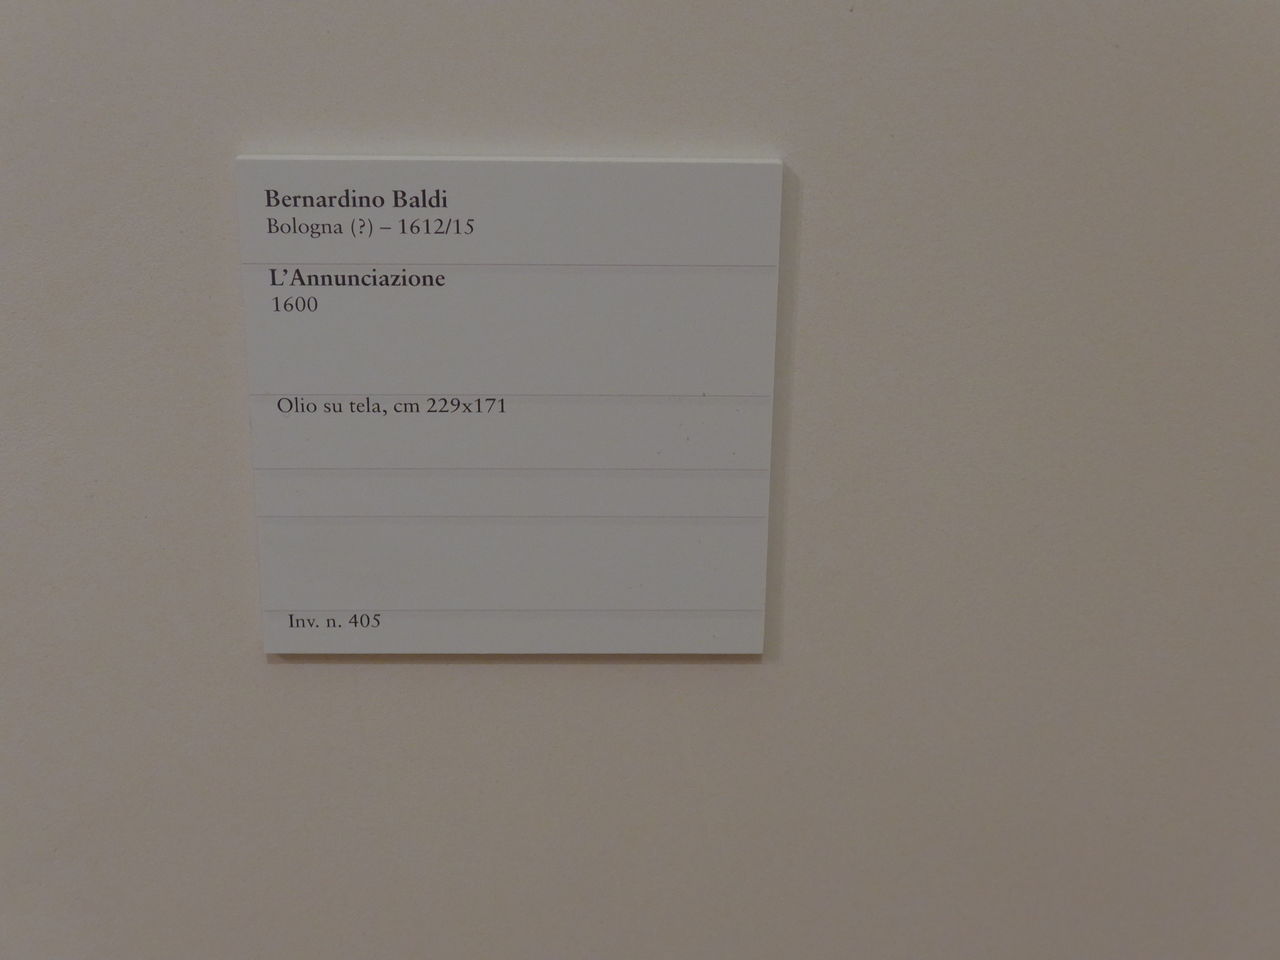 Bernardino Baldi
Bologna (?) – 1612/15
L’Annunciazione
1600
Olio su tela, cm 229x171
Inv. n. 405